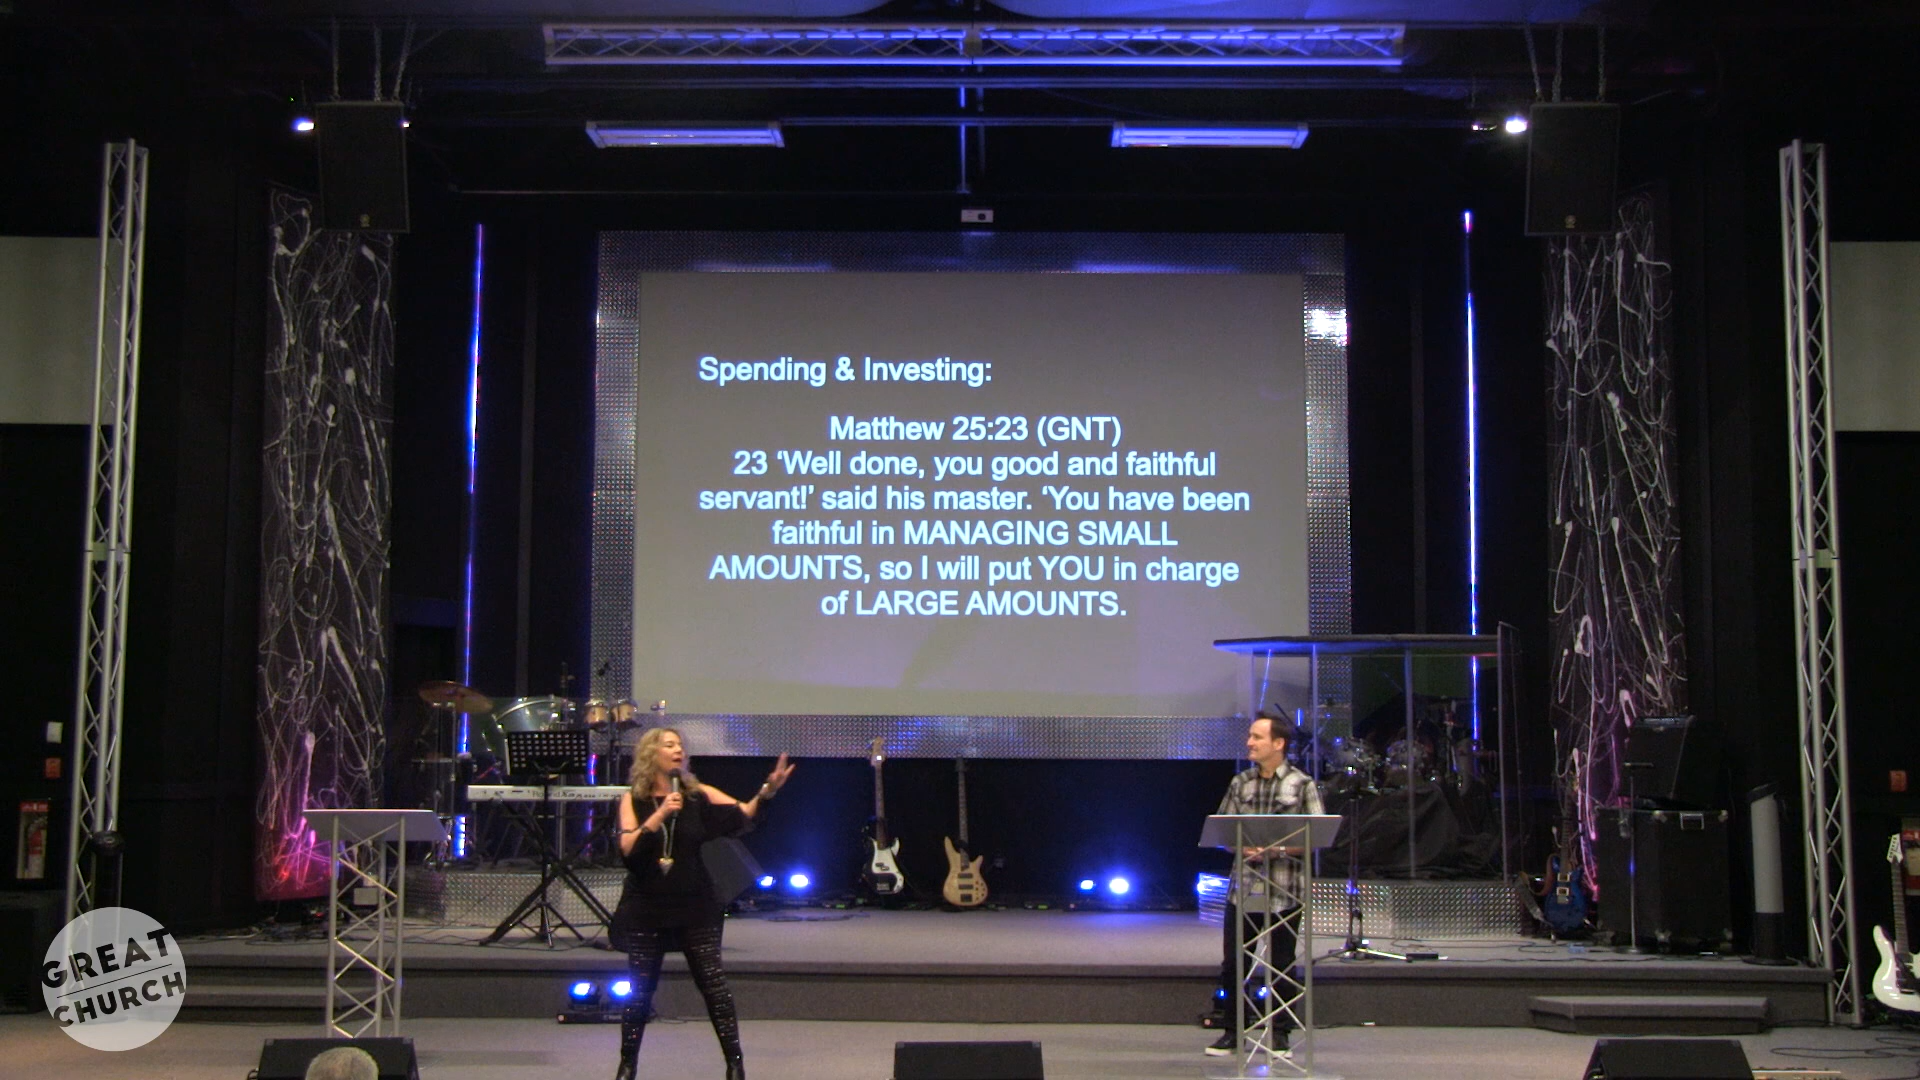 Spending & Investing:
Matthew 25:23 (GNT)
23 ‘Well done, you good and faithful
servant!’ said his master. ‘You have been
faithful in MANAGING SMALL
AMOUNTS, so I will put YOU in charge
of LARGE AMOUNTS.
Roland
GREAT
CHURCH